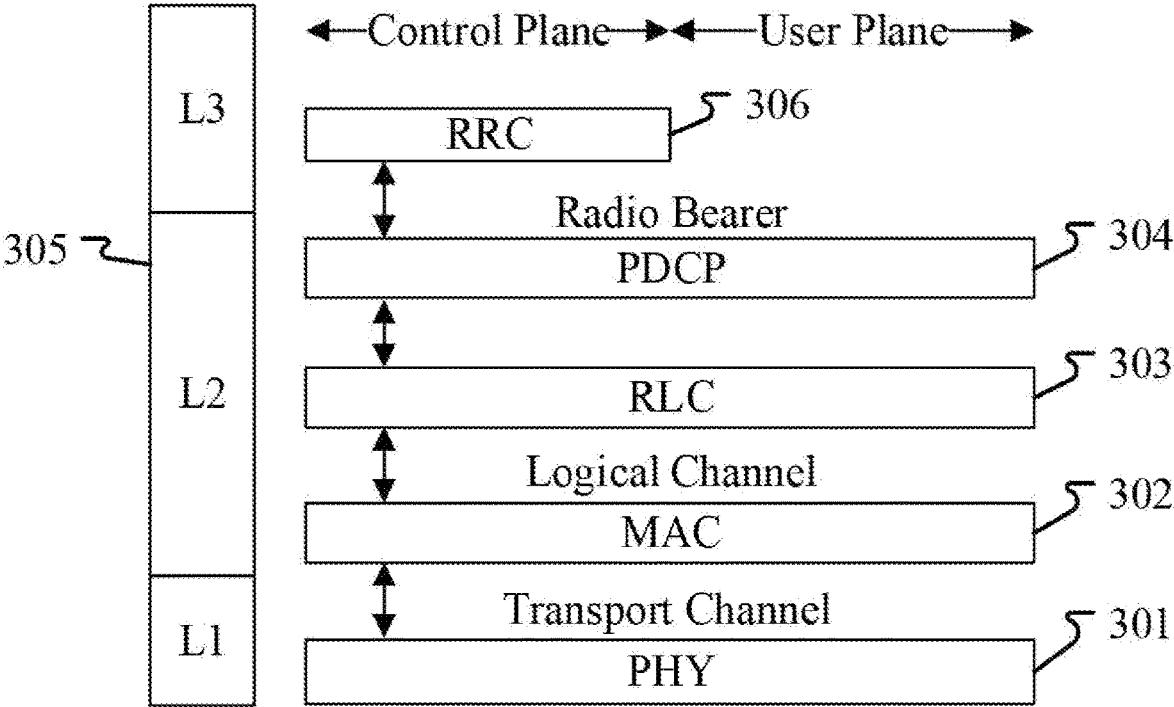 Control Plane
User Plane
L3
RRC
306
Radio Bearer
305
PDCP
304
L2
RLC
303
Logical Channel
MAC
302
Transport Channel
L1
PHY
301